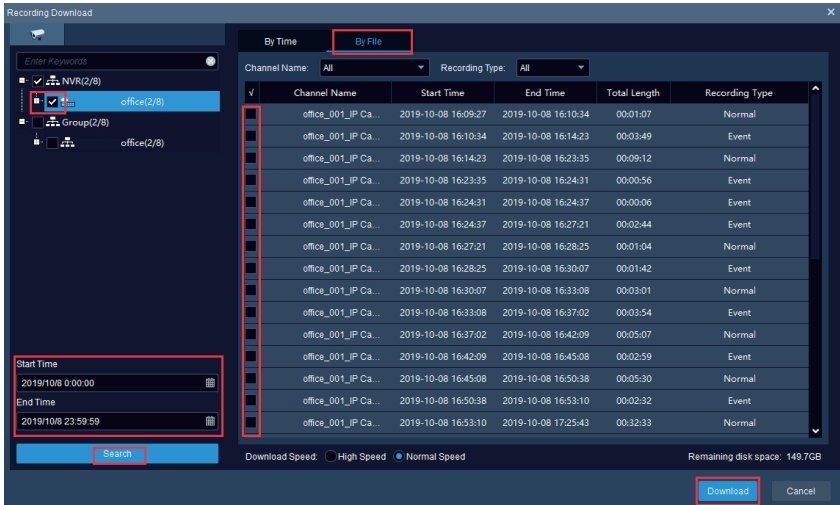 Recording Download
Enter Keywords
NVR(2/8)
office(2/8)
Group(2/8)
office(2/8)
Start Time
2019/10/8 0:00:00
End Time
2019/10/8 23:59:59
Search
By Time By File
Channel Name: All Recording Type: All
√ Channel Name Start Time End Time Total Length Recording Type
office_001_IP Ca... 2019-10-08 16:09:27 2019-10-08 16:10:34 00:01:07 Normal
office_001_IP Ca... 2019-10-08 16:10:34 2019-10-08 16:14:23 00:03:49 Event
office_001_IP Ca... 2019-10-08 16:14:23 2019-10-08 16:23:35 00:09:12 Normal
office_001_IP Ca... 2019-10-08 16:23:35 2019-10-08 16:24:31 00:00:56 Event
office_001_IP Ca... 2019-10-08 16:24:31 2019-10-08 16:24:37 00:00:06 Event
office_001_IP Ca... 2019-10-08 16:24:37 2019-10-08 16:27:21 00:02:44 Event
office_001_IP Ca... 2019-10-08 16:27:21 2019-10-08 16:28:25 00:01:04 Normal
office_001_IP Ca... 2019-10-08 16:28:25 2019-10-08 16:30:07 00:01:42 Event
office_001_IP Ca... 2019-10-08 16:30:07 2019-10-08 16:33:08 00:03:01 Normal
office_001_IP Ca... 2019-10-08 16:33:08 2019-10-08 16:37:02 00:03:54 Event
office_001_IP Ca... 2019-10-08 16:37:02 2019-10-08 16:42:09 00:05:07 Normal
office_001_IP Ca... 2019-10-08 16:42:09 2019-10-08 16:45:08 00:02:59 Event
office_001_IP Ca... 2019-10-08 16:45:08 2019-10-08 16:50:38 00:05:30 Normal
office_001_IP Ca... 2019-10-08 16:50:38 2019-10-08 16:53:10 00:02:32 Event
office_001_IP Ca... 2019-10-08 16:53:10 2019-10-08 17:25:43 00:32:33 Normal
Download Speed: High Speed Normal Speed Remaining disk space: 149.7GB
Download Cancel